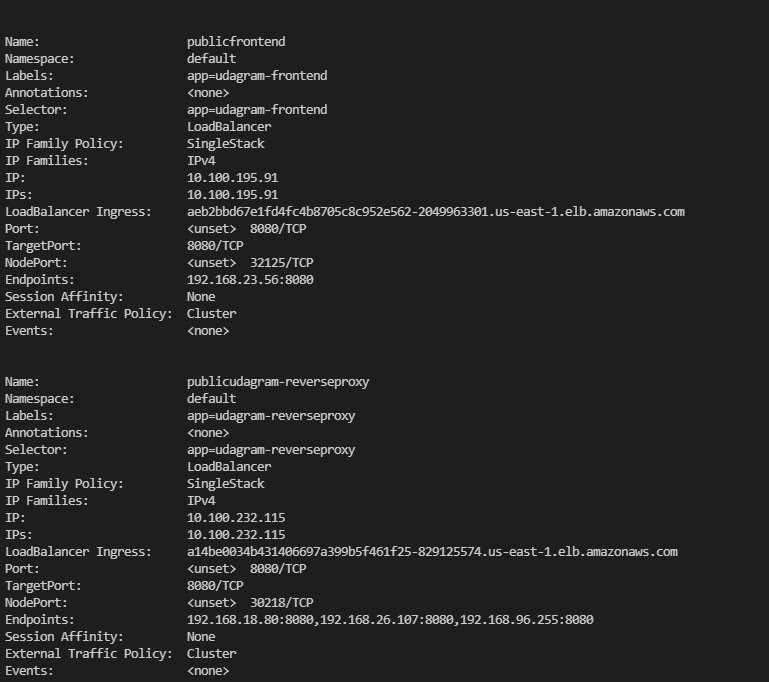 Name:                     publicfrontend
Namespace:                default
Labels:                   app=udagram-frontend
Annotations:              <none>
Selector:                 app=udagram-frontend
Type:                     LoadBalancer
IP Family Policy:         SingleStack
IP Families:              IPv4
IP:                       10.100.195.91
IPs:                      10.100.195.91
LoadBalancer Ingress:     aeb2bbd67e1fd4fc4b8705c8c952e562-2049963301.us-east-1.elb.amazonaws.com
Port:                     <unset>  8080/TCP
TargetPort:               8080/TCP
NodePort:                 <unset>  32125/TCP
Endpoints:                192.168.23.56:8080
Session Affinity:         None
External Traffic Policy:  Cluster
Events:                   <none>
Name:                     publicudagram-reverseproxy
Namespace:                default
Labels:                   app=udagram-reverseproxy
Annotations:              <none>
Selector:                 app=udagram-reverseproxy
Type:                     LoadBalancer
IP Family Policy:         SingleStack
IP Families:              IPv4
IP:                       10.100.232.115
IPs:                      10.100.232.115
LoadBalancer Ingress:     a14be0034b431406697a399b5f461f25-829125574.us-east-1.elb.amazonaws.com
Port:                     <unset>  8080/TCP
TargetPort:               8080/TCP
NodePort:                 <unset>  30218/TCP
Endpoints:                192.168.18.80:8080,192.168.26.107:8080,192.168.96.255:8080
Session Affinity:         None
External Traffic Policy:  Cluster
Events:                   <none>